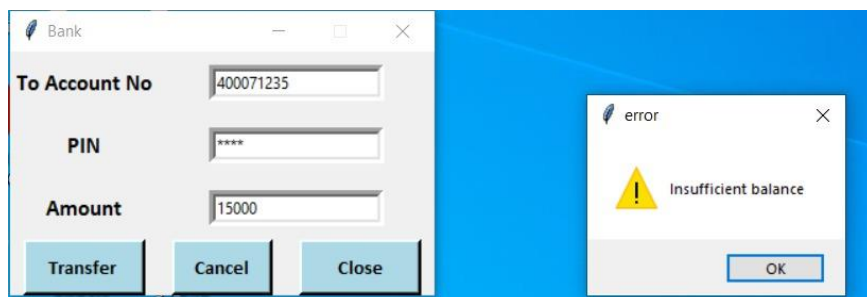 Bank
To Account No 400071235
PIN ****
Amount 15000
Transfer Cancel Close
error
Insufficient balance
OK